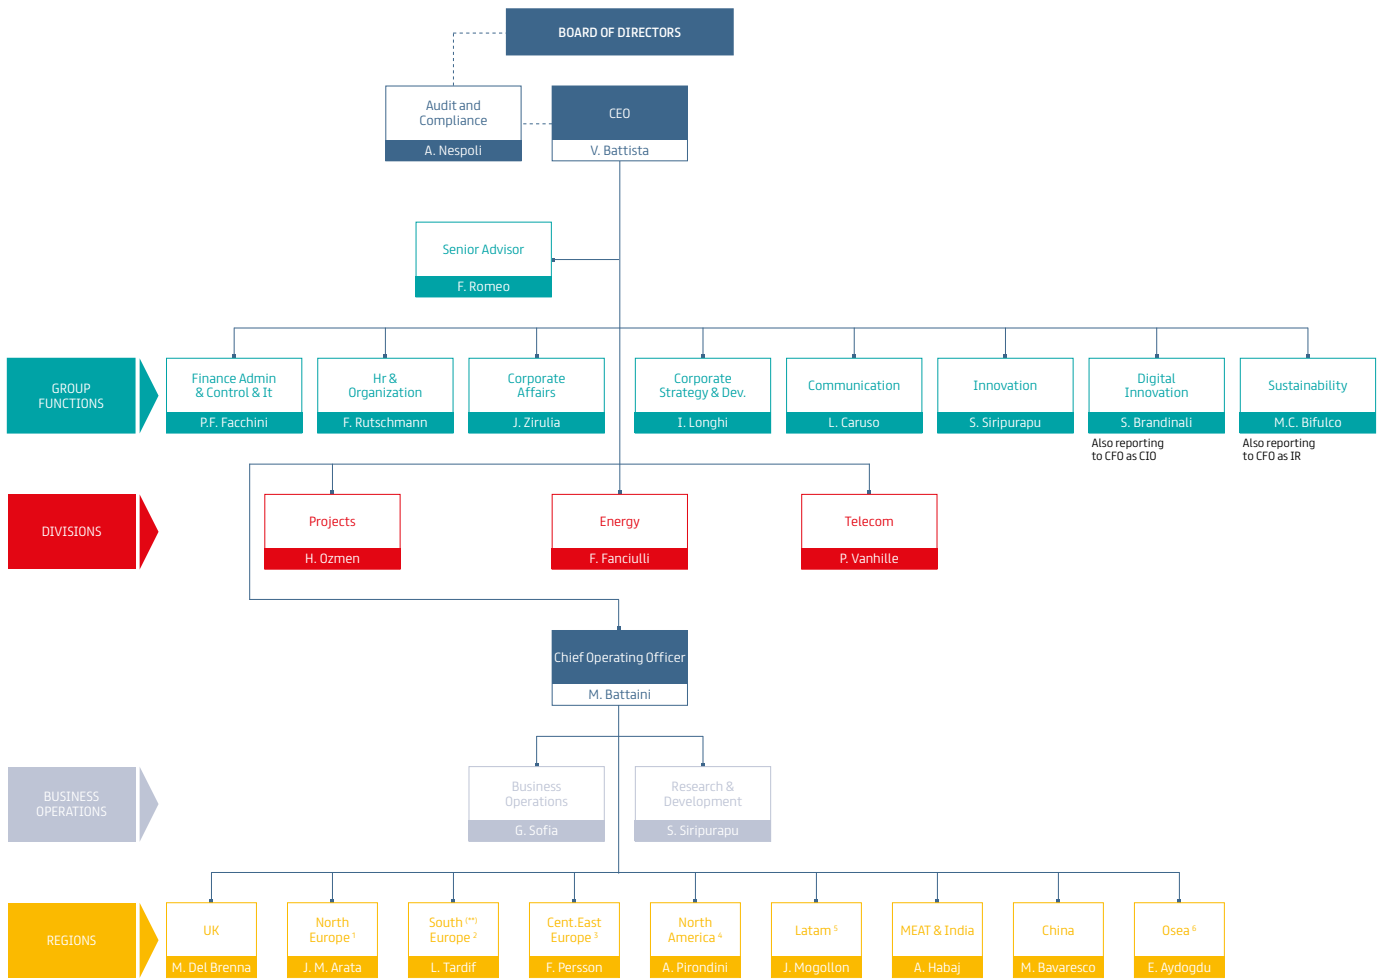 BOARD OF DIRECTORS
Audit and
Compliance
A. Nespoli
CEO
V. Battista
Senior Advisor
F. Romeo
GROUP
FUNCTIONS
Finance Admin
& Control & It
P.F. Facchini
Hr &
Organization
F. Rutschmann
Corporate
Affairs
J. Zirulia
Corporate
Strategy & Dev.
I. Longhi
Communication
L. Caruso
Innovation
S. Siripurapu
Digital
Innovation
S. Brandinali
Also reporting
to CFO as CIO
Sustainability
M.C. Bifulco
Also reporting
to CFO as IR
DIVISIONS
Projects
H. Ozmen
Energy
F. Fanciulli
Telecom
P. Vanhille
Chief Operating Officer
M. Battaini
BUSINESS
OPERATIONS
Business
Operations
G. Sofia
Research &
Development
S. Siripurapu
REGIONS
UK
M. Del Brenna
North
Europe ¹
J. M. Arata
South (**)
Europe ²
L. Tardif
Cent.East
Europe ³
F. Persson
North
America ⁴
A. Pirondini
Latam ⁵
J. Mogollon
MEAT & India
A. Habaj
China
M. Bavaresco
Osea ⁶
E. Aydogdu